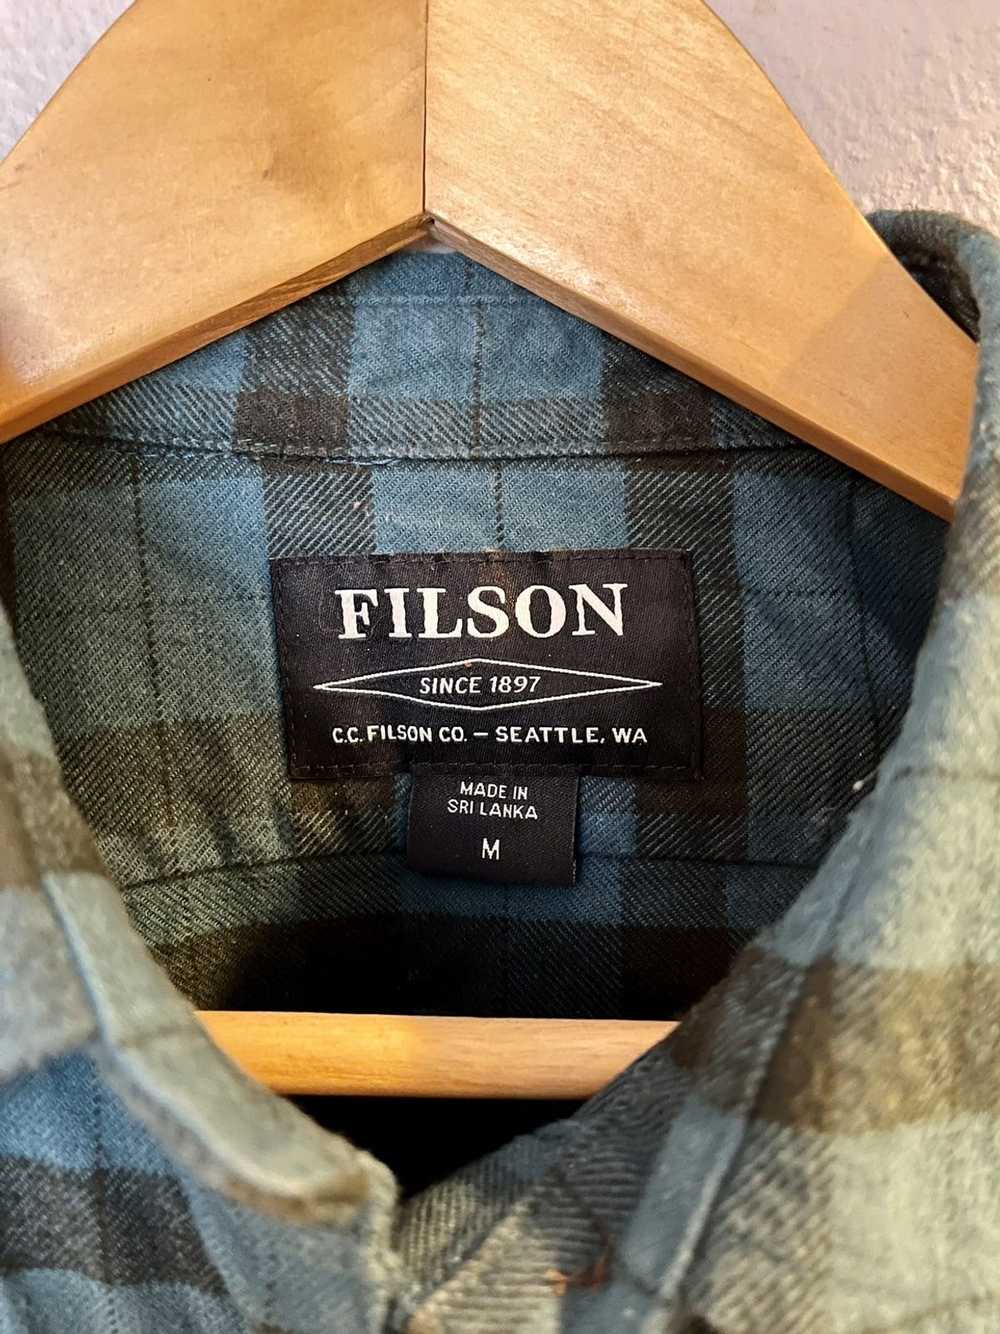 FILSON
SINCE 1897
C.C. FILSON CO. – SEATTLE, WA
MADE IN
SRI LANKA
M